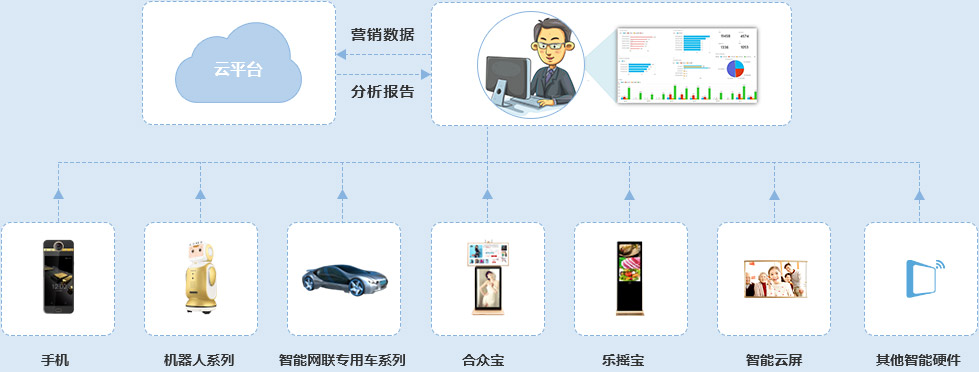 营销数据
云平台
分析报告
手机
机器人系列
智能网联专用车系列
合众宝
乐摇宝
智能云屏
其他智能硬件